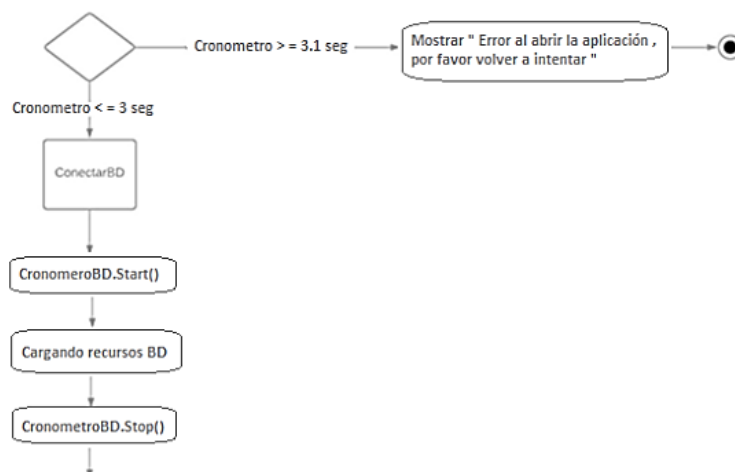 Cronometro > = 3.1 seg
Mostrar " Error al abrir la aplicación ,
por favor volver a intentar "
Cronometro < = 3 seg
ConectarBD
CronomeroBD.Start()
Cargando recursos BD
CronometroBD.Stop()